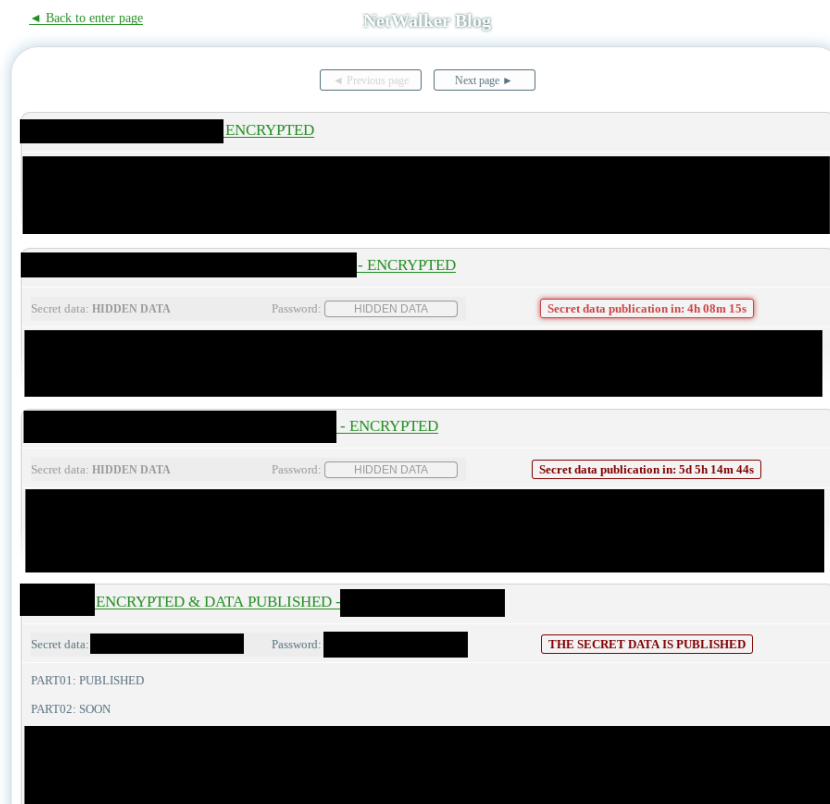 ◄ Back to enter page
NetWalker Blog
◄ Previous page
Next page ►
ENCRYPTED
- ENCRYPTED
Secret data: HIDDEN DATA Password: HIDDEN DATA Secret data publication in: 4h 08m 15s
- ENCRYPTED
Secret data: HIDDEN DATA Password: HIDDEN DATA Secret data publication in: 5d 5h 14m 44s
ENCRYPTED & DATA PUBLISHED -
Secret data: Password: THE SECRET DATA IS PUBLISHED
PART01: PUBLISHED
PART02: SOON